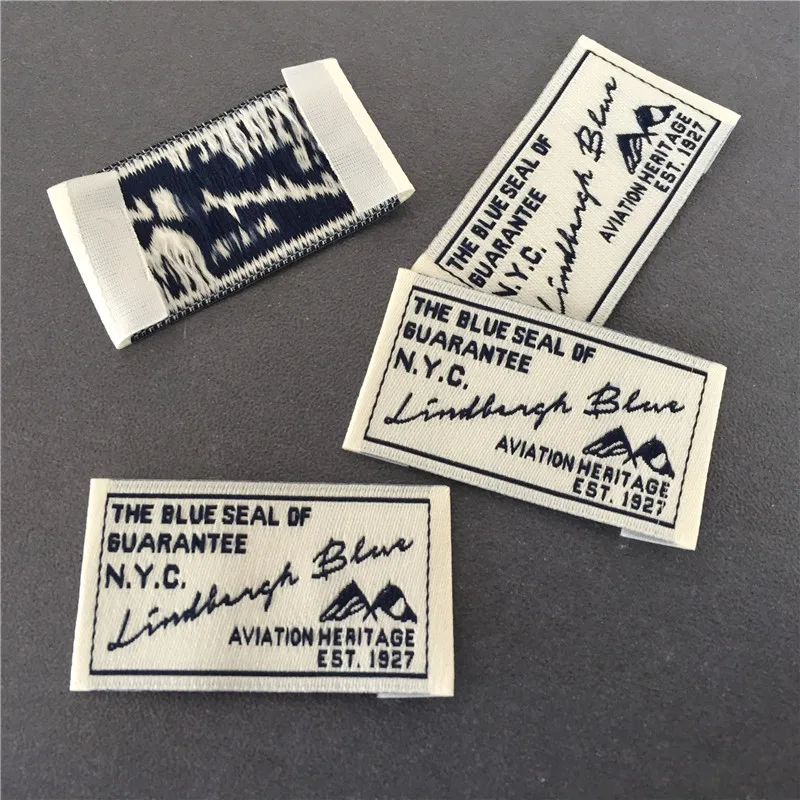 THE BLUE SEAL OF
GUARANTEE
N.Y.C.
Lindbergh Blue
AVIATION HERITAGE
EST. 1927
THE BLUE SEAL OF
GUARANTEE
N.Y.C.
Lindbergh Blue
AVIATION HERITAGE
EST. 1927
THE BLUE SEAL OF
GUARANTEE
N.Y.C.
Lindbergh Blue
AVIATION HERITAGE
EST. 1927